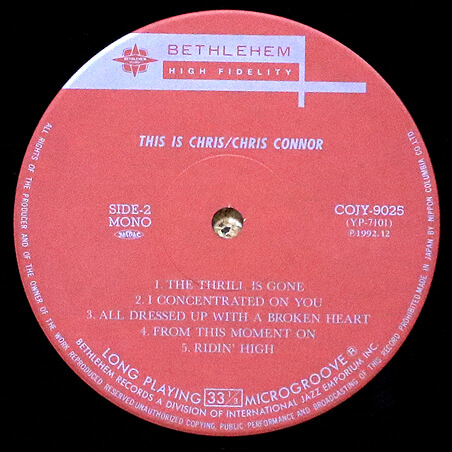 BETHLEHEM
RECORDS
BETHLEHEM
HIGH FIDELITY
THIS IS CHRIS/CHRIS CONNOR
SIDE-2
MONO
COJY-9025
(YP-7101)
℗.1992.12
1. THE THRILL IS GONE
2. I CONCENTRATED ON YOU
3. ALL DRESSED UP WITH A BROKEN HEART
4. FROM THIS MOMENT ON
5. RIDIN' HIGH
LONG PLAYING 33 1/3 MICROGROOVE ®
BETHLEHEM RECORDS A DIVISION OF INTERNATIONAL JAZZ EMPORIUM INC.
ALL RIGHTS OF THE PRODUCER AND OF THE OWNER OF THE WORK REPRODUCED RESERVED.UNAUTHORIZED COPYING, PUBLIC PERFORMANCE AND BROADCASTING OF THIS RECORD PROHIBITED.MADE IN JAPAN BY NIPPON COLUMBIA CO.LTD.